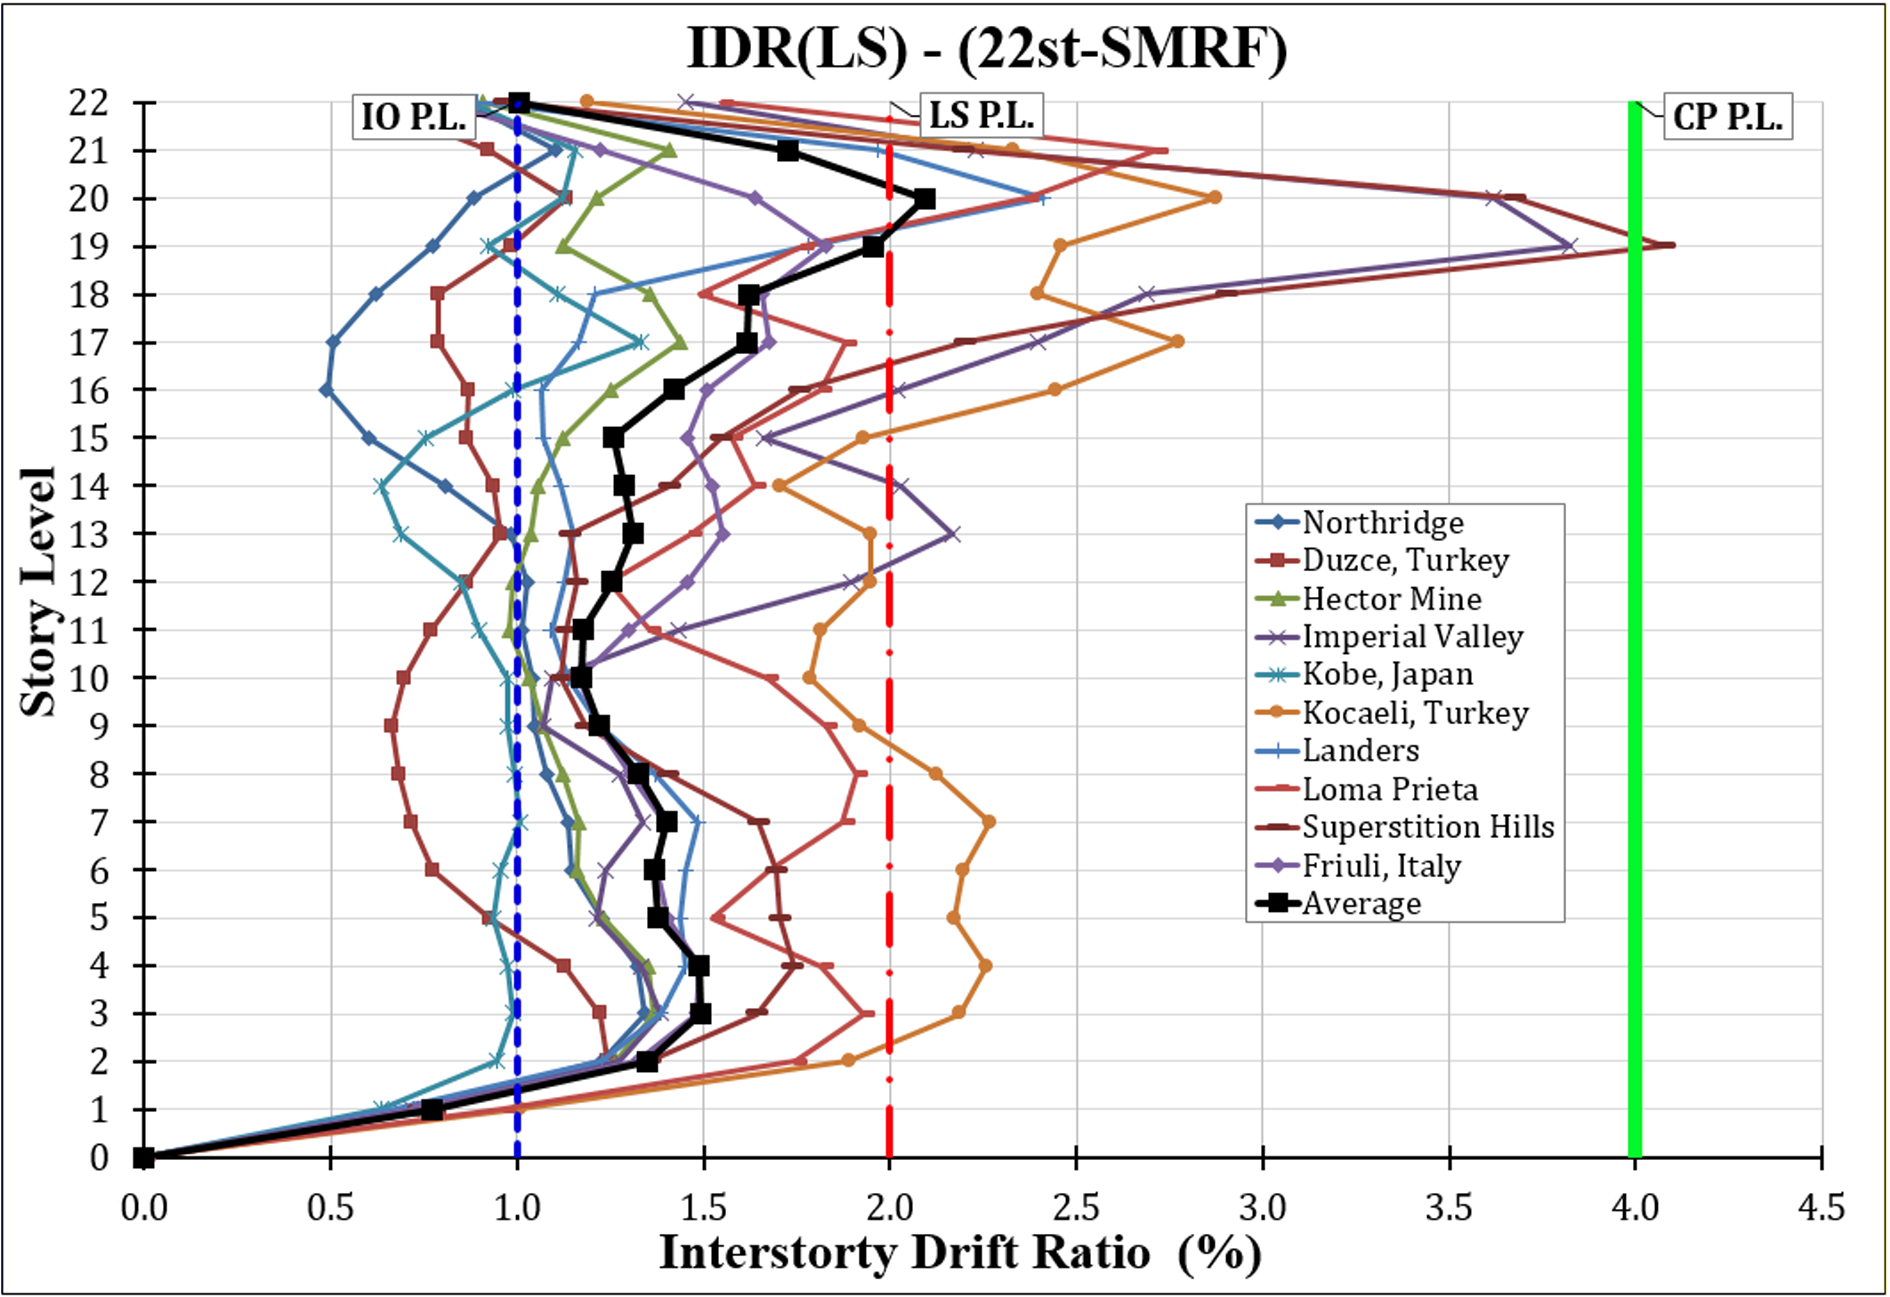 IDR(LS) - (22st-SMRF)
IO P.L.
LS P.L.
CP P.L.
22
21
20
19
18
17
16
15
14
13
12
11
10
9
8
7
6
5
4
3
2
1
0
Story Level
Northridge
Duzce, Turkey
Hector Mine
Imperial Valley
Kobe, Japan
Kocaeli, Turkey
Landers
Loma Prieta
Superstition Hills
Friuli, Italy
Average
0.0 0.5 1.0 1.5 2.0 2.5 3.0 3.5 4.0 4.5
Interstorty Drift Ratio (%)